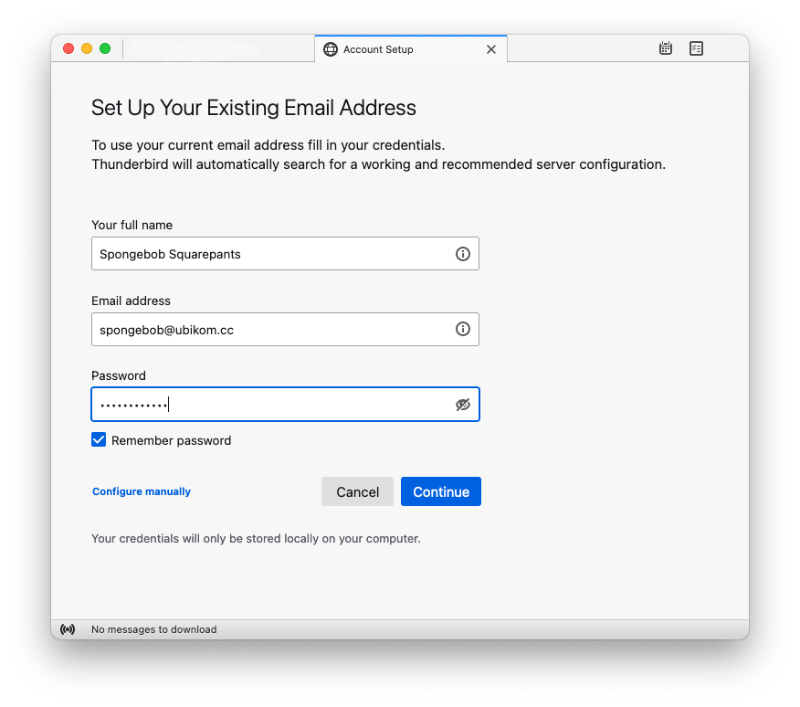 Account Setup
Set Up Your Existing Email Address
To use your current email address fill in your credentials.
Thunderbird will automatically search for a working and recommended server configuration.
Your full name
Spongebob Squarepants
Email address
spongebob@ubikom.cc
Password
••••••••••••
Remember password
Configure manually
Cancel
Continue
Your credentials will only be stored locally on your computer.
No messages to download